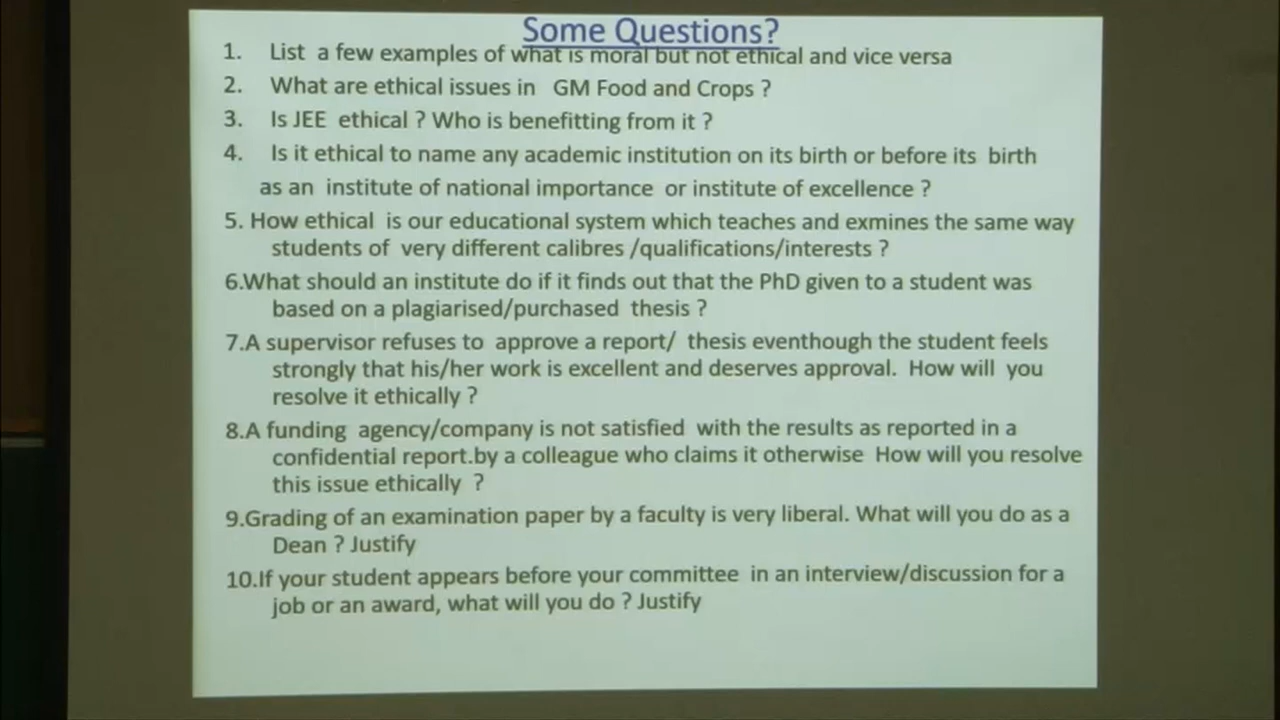 Some Questions?
1. List a few examples of what is moral but not ethical and vice versa
2. What are ethical issues in GM Food and Crops ?
3. Is JEE ethical ? Who is benefitting from it ?
4. Is it ethical to name any academic institution on its birth or before its birth
as an institute of national importance or institute of excellence ?
5. How ethical is our educational system which teaches and exmines the same way
students of very different calibres /qualifications/interests ?
6.What should an institute do if it finds out that the PhD given to a student was
based on a plagiarised/purchased thesis ?
7.A supervisor refuses to approve a report/ thesis eventhough the student feels
strongly that his/her work is excellent and deserves approval. How will you
resolve it ethically ?
8.A funding agency/company is not satisfied with the results as reported in a
confidential report.by a colleague who claims it otherwise How will you resolve
this issue ethically ?
9.Grading of an examination paper by a faculty is very liberal. What will you do as a
Dean ? Justify
10.If your student appears before your committee in an interview/discussion for a
job or an award, what will you do ? Justify